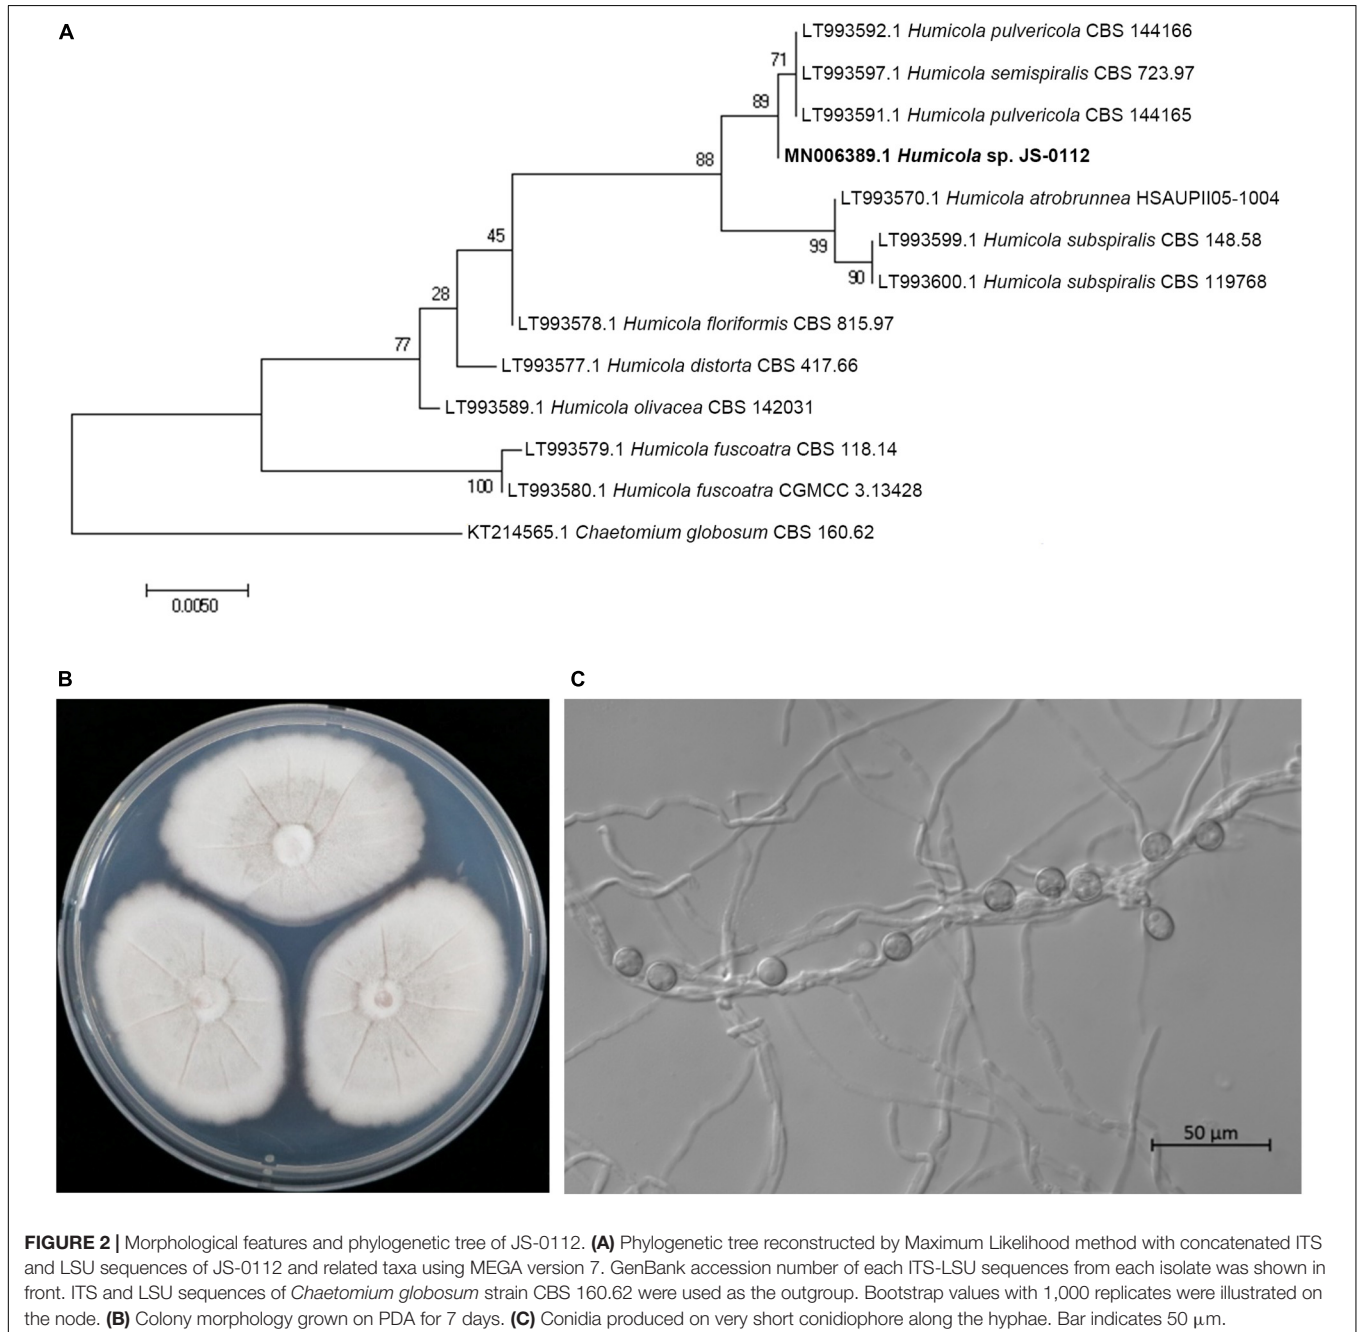 A
LT993592.1 Humicola pulvericola CBS 144166
71
LT993597.1 Humicola semispiralis CBS 723.97
89
LT993591.1 Humicola pulvericola CBS 144165
MN006389.1 Humicola sp. JS-0112
88
LT993570.1 Humicola atrobrunnea HSAUPII05-1004
45
99
LT993599.1 Humicola subspiralis CBS 148.58
90
LT993600.1 Humicola subspiralis CBS 119768
28
LT993578.1 Humicola floriformis CBS 815.97
77
LT993577.1 Humicola distorta CBS 417.66
LT993589.1 Humicola olivacea CBS 142031
LT993579.1 Humicola fuscoatra CBS 118.14
100
LT993580.1 Humicola fuscoatra CGMCC 3.13428
KT214565.1 Chaetomium globosum CBS 160.62
0.0050
B
C
50 µm
FIGURE 2 | Morphological features and phylogenetic tree of JS-0112. (A) Phylogenetic tree reconstructed by Maximum Likelihood method with concatenated ITS
and LSU sequences of JS-0112 and related taxa using MEGA version 7. GenBank accession number of each ITS-LSU sequences from each isolate was shown in
front. ITS and LSU sequences of Chaetomium globosum strain CBS 160.62 were used as the outgroup. Bootstrap values with 1,000 replicates were illustrated on
the node. (B) Colony morphology grown on PDA for 7 days. (C) Conidia produced on very short conidiophore along the hyphae. Bar indicates 50 µm.